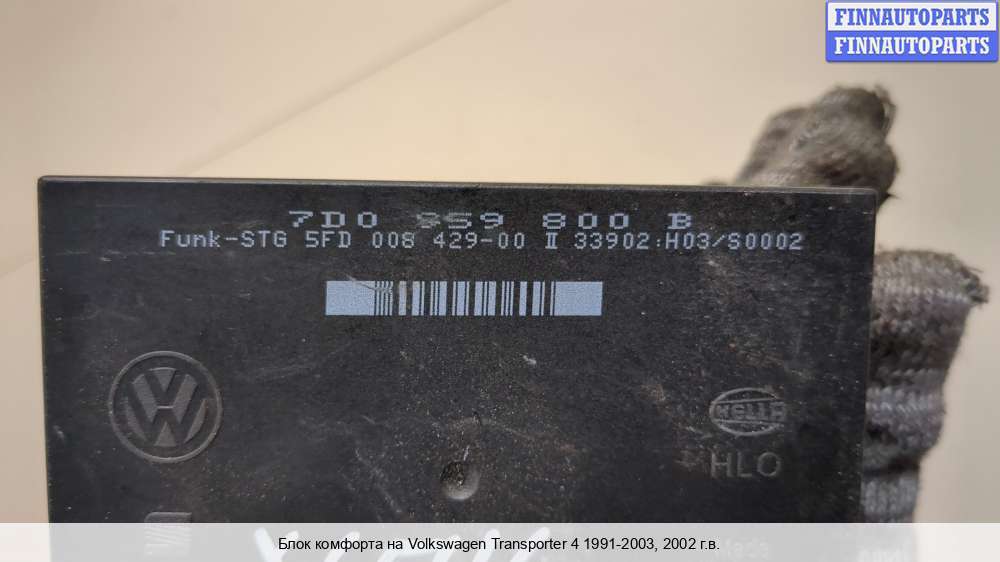 FINNAUTOPARTS
FINNAUTOPARTS
7D0 959 800 B
Funk-STG 5FD 008 429-00 II 33902:H03/S0002
VW
HELLA
HLO
Блок комфорта на Volkswagen Transporter 4 1991-2003, 2002 г.в.